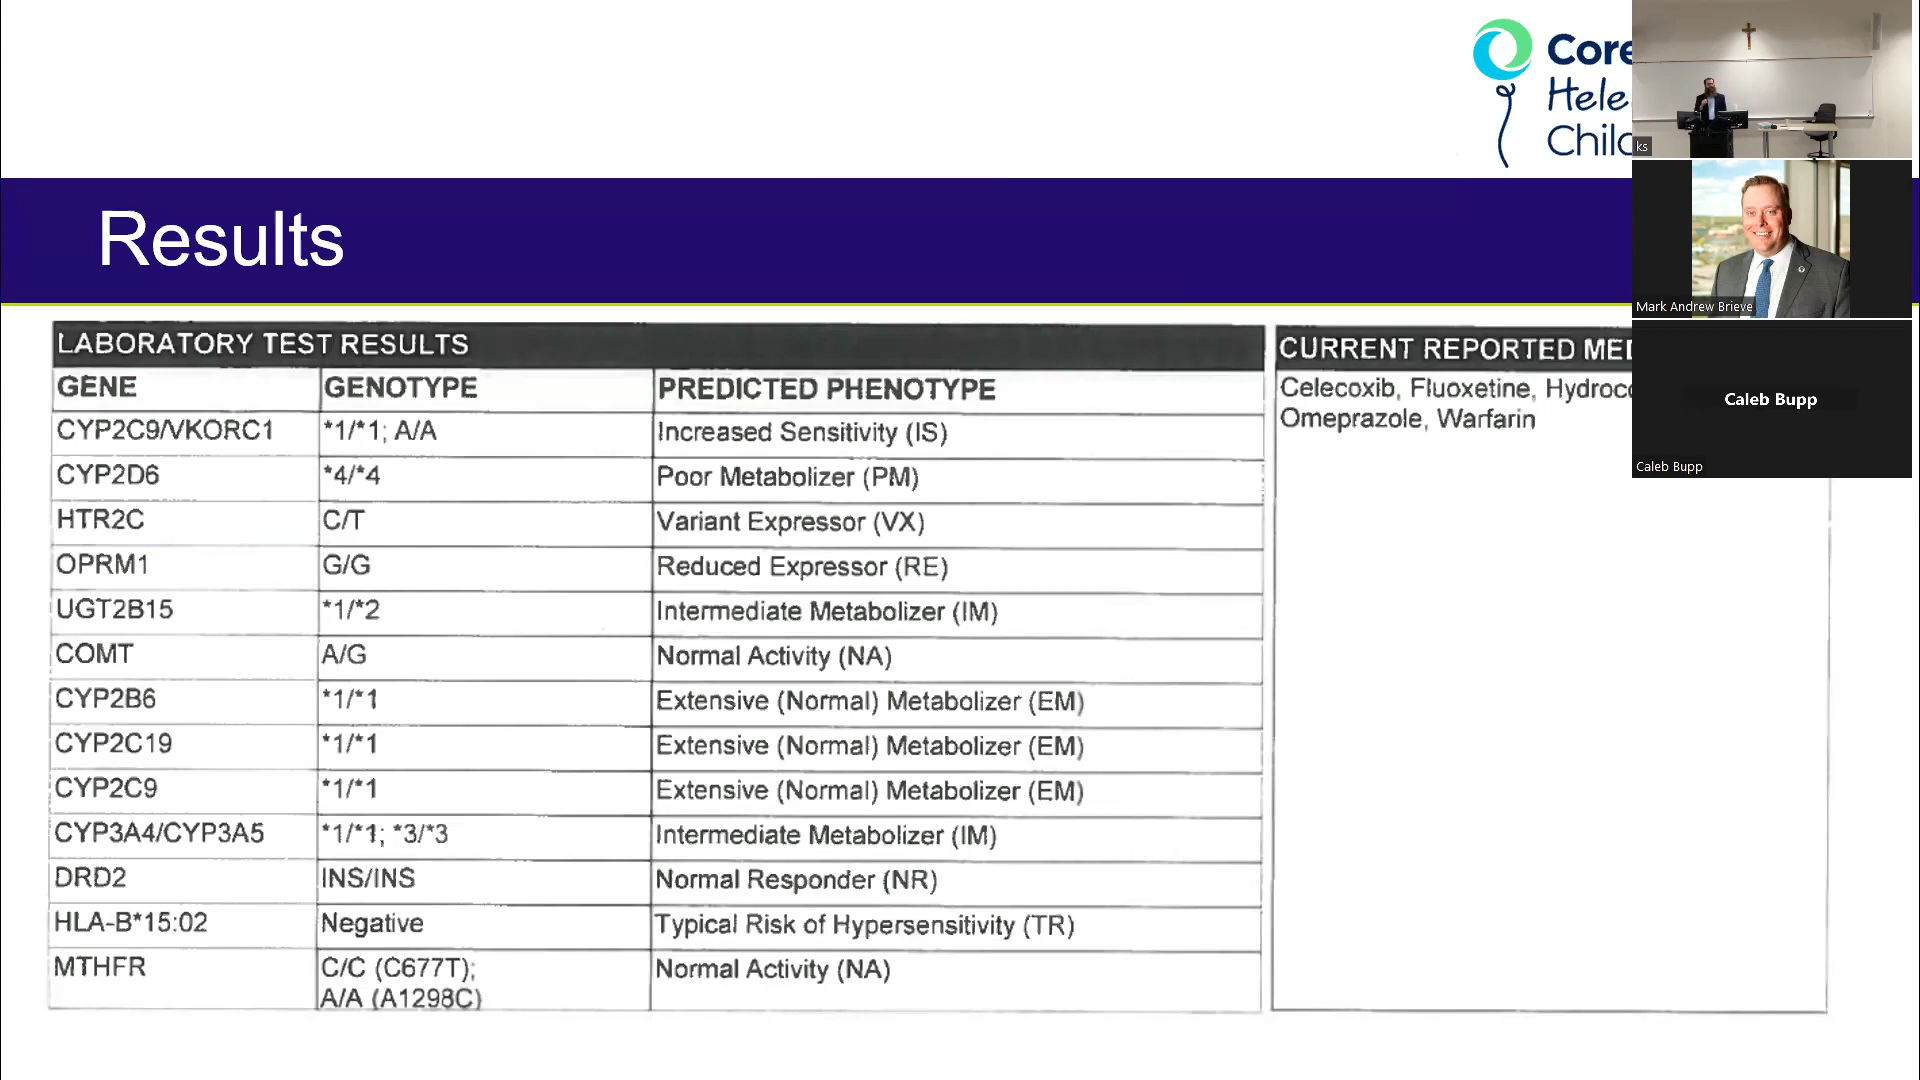 Core
Hele
Chilc
ks
Results
Mark Andrew Brieve
LABORATORY TEST RESULTS
GENE GENOTYPE PREDICTED PHENOTYPE
CYP2C9/VKORC1 *1/*1; A/A Increased Sensitivity (IS)
CYP2D6 *4/*4 Poor Metabolizer (PM)
HTR2C C/T Variant Expressor (VX)
OPRM1 G/G Reduced Expressor (RE)
UGT2B15 *1/*2 Intermediate Metabolizer (IM)
COMT A/G Normal Activity (NA)
CYP2B6 *1/*1 Extensive (Normal) Metabolizer (EM)
CYP2C19 *1/*1 Extensive (Normal) Metabolizer (EM)
CYP2C9 *1/*1 Extensive (Normal) Metabolizer (EM)
CYP3A4/CYP3A5 *1/*1; *3/*3 Intermediate Metabolizer (IM)
DRD2 INS/INS Normal Responder (NR)
HLA-B*15:02 Negative Typical Risk of Hypersensitivity (TR)
MTHFR C/C (C677T); Normal Activity (NA)
A/A (A1298C)
CURRENT REPORTED MED
Celecoxib, Fluoxetine, Hydroco
Omeprazole, Warfarin
Caleb Bupp
Caleb Bupp